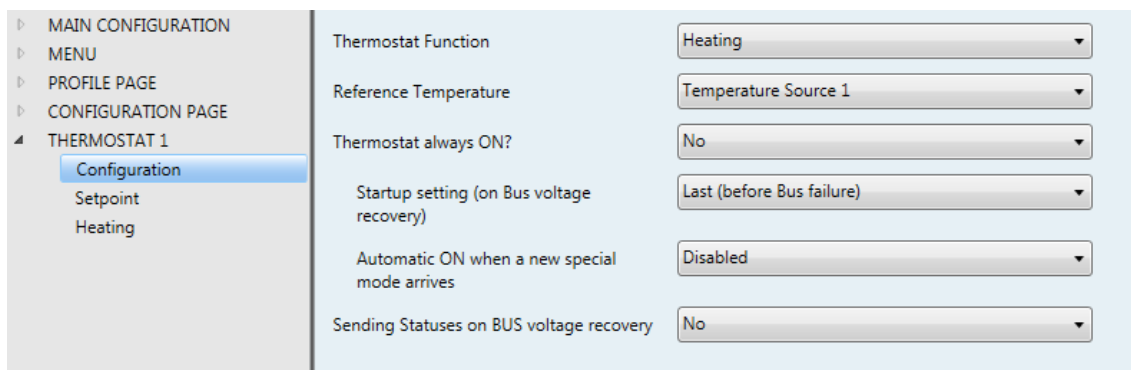 MAIN CONFIGURATION
MENU
PROFILE PAGE
CONFIGURATION PAGE
THERMOSTAT 1
Configuration
Setpoint
Heating
Thermostat Function
Heating
Reference Temperature
Temperature Source 1
Thermostat always ON?
No
Startup setting (on Bus voltage
recovery)
Last (before Bus failure)
Automatic ON when a new special
mode arrives
Disabled
Sending Statuses on BUS voltage recovery
No